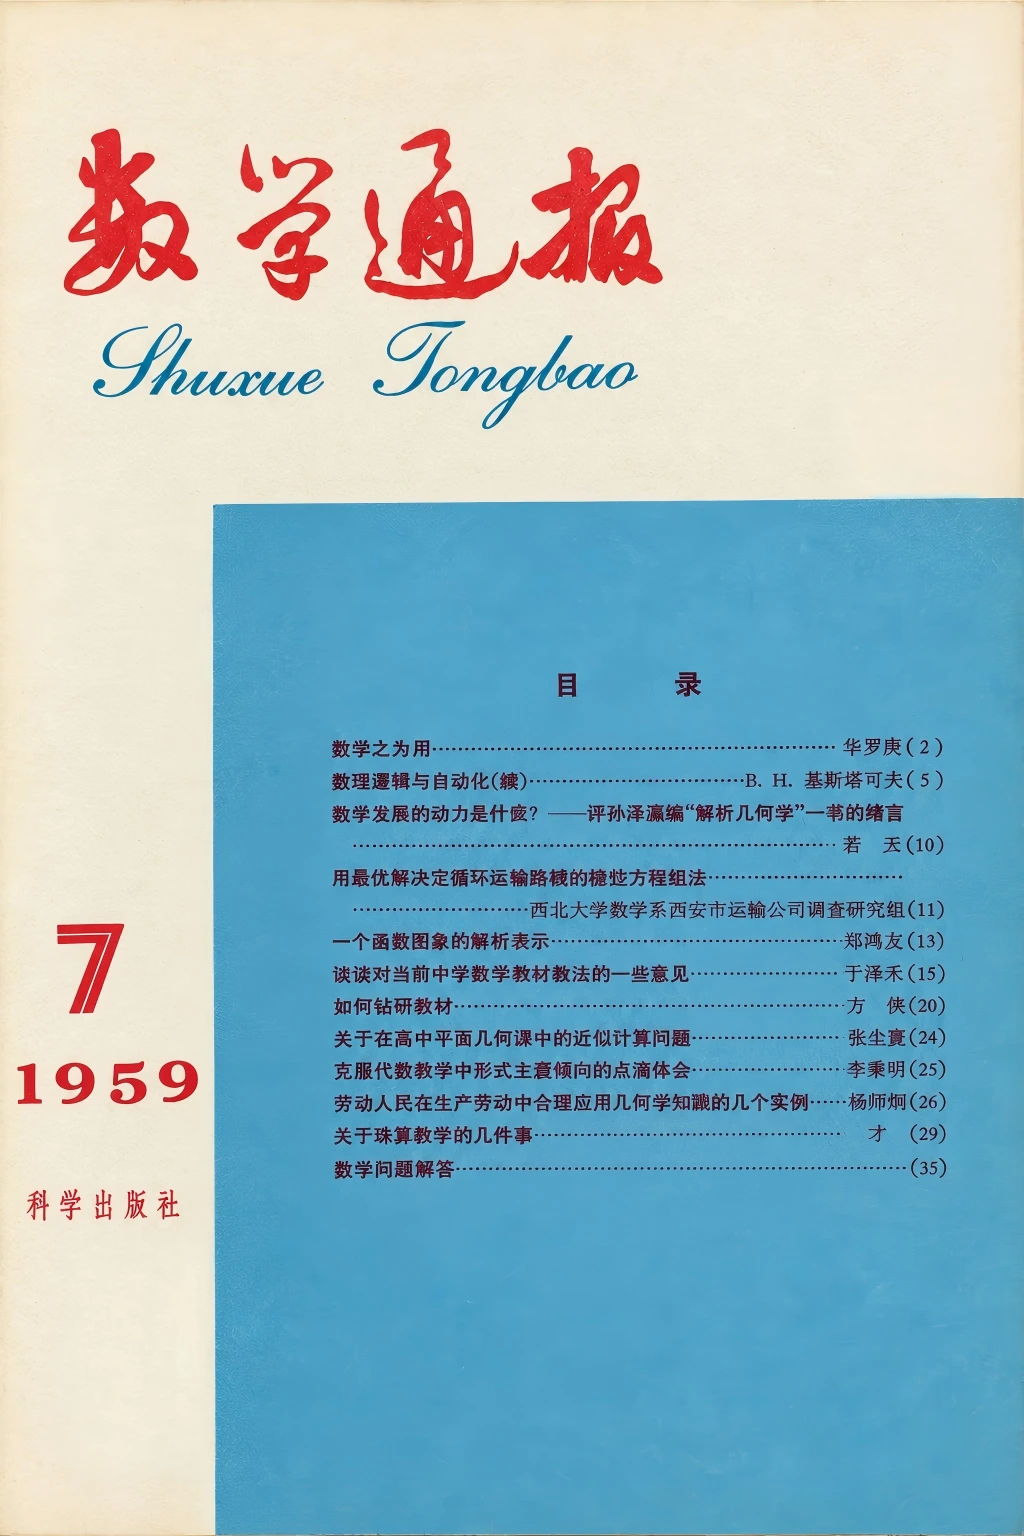 数学通报
Shuxue Tongbao
目 录
数学之为用……华罗庚(2)
数理逻辑与自动化(续)……B. H. 基斯塔可夫(5)
数学发展的动力是什么？——评孙泽瀛编“解析几何学”一书的绪言
……若 天(10)
用最优解决定循环运输路线的 方程组法……
……西北大学数学系西安市运输公司调查研究组(11)
一个函数图象的解析表示……郑鸿友(13)
谈谈对当前中学数学教材教法的一些意见……于泽禾(15)
如何钻研教材……方 侠(20)
关于在高中平面几何课中的近似计算问题……张尘寰(24)
克服代数教学中形式主义倾向的点滴体会……李秉明(25)
劳动人民在生产劳动中合理应用几何学知识的几个实例……杨师炯(26)
关于珠算教学的几件事……才 (29)
数学问题解答……(35)
7
1959
科学出版社